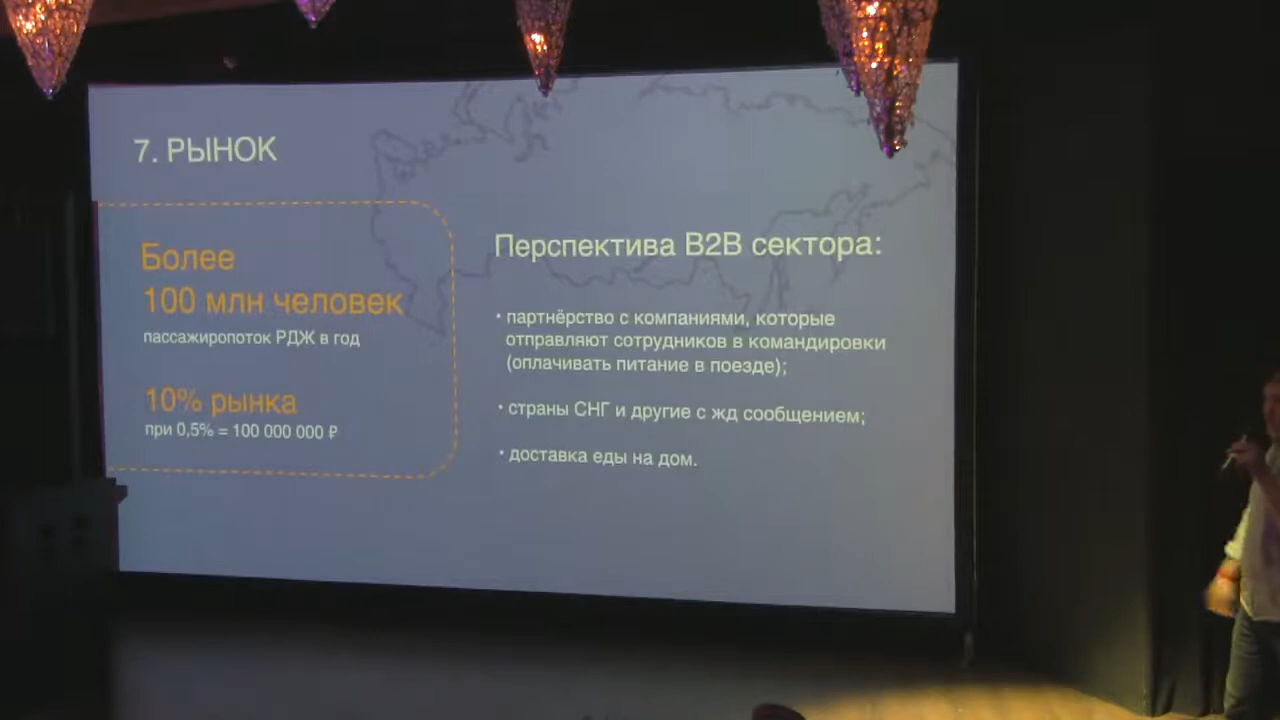 7. РЫНОК
Более
100 млн человек
пассажиропоток РДЖ в год
10% рынка
при 0,5% = 100 000 000 ₽
Перспектива B2B сектора:
• партнёрство с компаниями, которые
отправляют сотрудников в командировки
(оплачивать питание в поезде);
• страны СНГ и другие с жд сообщением;
• доставка еды на дом.